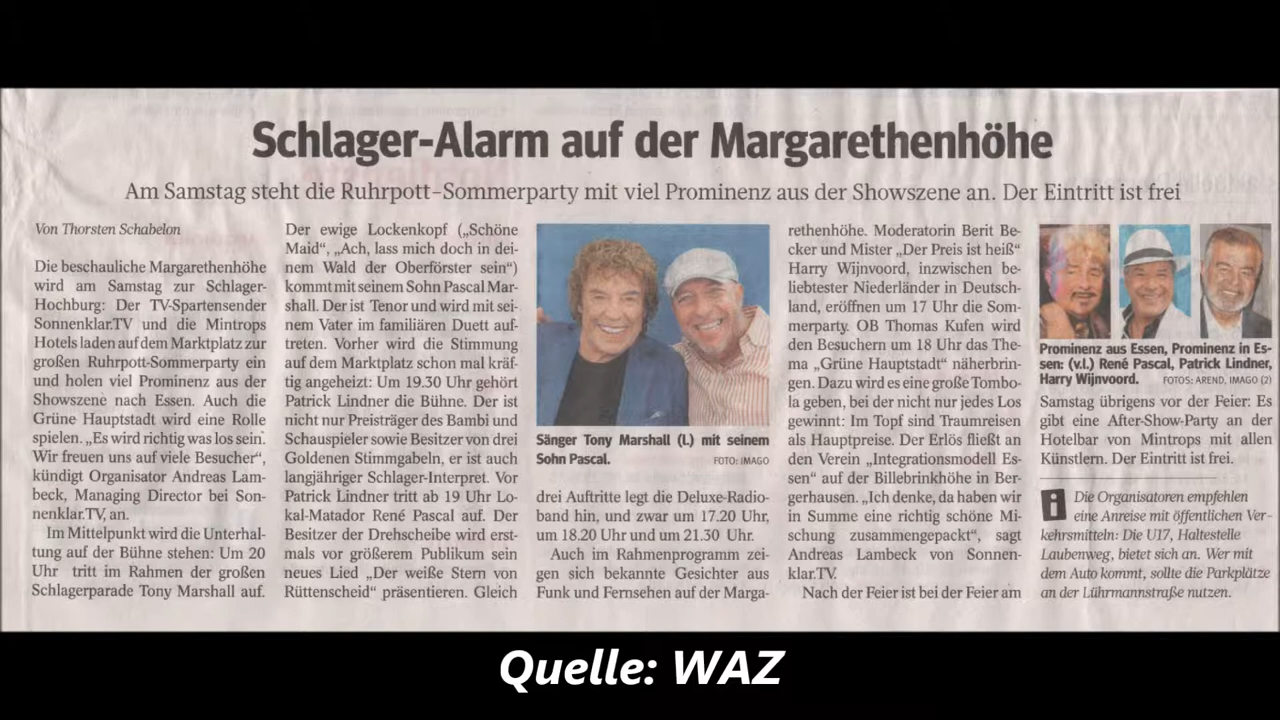 Schlager-Alarm auf der Margarethenhöhe
Am Samstag steht die Ruhrpott-Sommerparty mit viel Prominenz aus der Showszene an. Der Eintritt ist frei
Von Thorsten Schabelon
Die beschauliche Margarethenhöhe
wird am Samstag zur Schlager-
Hochburg: Der TV-Spartensender
Sonnenklar.TV und die Mintrops
Hotels laden auf dem Marktplatz zur
großen Ruhrpott-Sommerparty ein
und holen viel Prominenz aus der
Showszene nach Essen. Auch die
Grüne Hauptstadt wird eine Rolle
spielen. „Es wird richtig was los sein.
Wir freuen uns auf viele Besucher“,
kündigt Organisator Andreas Lam-
beck, Managing Director bei Son-
nenklar.TV, an.
Im Mittelpunkt wird die Unterhal-
tung auf der Bühne stehen: Um 20
Uhr tritt im Rahmen der großen
Schlagerparade Tony Marshall auf.
Der ewige Lockenkopf („Schöne
Maid“, „Ach, lass mich doch in dei-
nem Wald der Oberförster sein“)
kommt mit seinem Sohn Pascal Mar-
shall. Der ist Tenor und wird mit sei-
nem Vater im familiären Duett auf-
treten. Vorher wird die Stimmung
auf dem Marktplatz schon mal kräf-
tig angeheizt: Um 19.30 Uhr gehört
Patrick Lindner die Bühne. Der ist
nicht nur Preisträger des Bambi und
Schauspieler sowie Besitzer von drei
Goldenen Stimmgabeln, er ist auch
langjähriger Schlager-Interpret. Vor
Patrick Lindner tritt ab 19 Uhr Lo-
kal-Matador René Pascal auf. Der
Besitzer der Drehscheibe wird erst-
mals vor größerem Publikum sein
neues Lied „Der weiße Stern von
Rüttenscheid“ präsentieren. Gleich
Sänger Tony Marshall (l.) mit seinem
Sohn Pascal. FOTO: IMAGO
drei Auftritte legt die Deluxe-Radio-
band hin, und zwar um 17.20 Uhr,
um 18.20 Uhr und um 21.30 Uhr.
Auch im Rahmenprogramm zei-
gen sich bekannte Gesichter aus
Funk und Fernsehen auf der Marga-
rethenhöhe. Moderatorin Berit Be-
cker und Mister „Der Preis ist heiß“
Harry Wijnvoord, inzwischen be-
liebtester Niederländer in Deutsch-
land, eröffnen um 17 Uhr die Som-
merparty. OB Thomas Kufen wird
den Besuchern um 18 Uhr das The-
ma „Grüne Hauptstadt“ näherbrin-
gen. Dazu wird es eine große Tombo-
la geben, bei der nicht nur jedes Los
gewinnt: Im Topf sind Traumreisen
als Hauptpreise. Der Erlös fließt an
den Verein „Integrationsmodell Es-
sen“ auf der Billebrinkhöhe in Ber-
gerhausen. „Ich denke, da haben wir
in Summe eine richtig schöne Mi-
schung zusammengepackt“, sagt
Andreas Lambeck von Sonnen-
klar.TV.
Nach der Feier ist bei der Feier am
Prominenz aus Essen, Prominenz in Es-
sen: (v.l.) René Pascal, Patrick Lindner,
Harry Wijnvoord. FOTOS: AREND, IMAGO (2)
Samstag übrigens vor der Feier: Es
gibt eine After-Show-Party an der
Hotelbar von Mintrops mit allen
Künstlern. Der Eintritt ist frei.
i Die Organisatoren empfehlen
eine Anreise mit öffentlichen Ver-
kehrsmitteln: Die U17, Haltestelle
Laubenweg, bietet sich an. Wer mit
dem Auto kommt, sollte die Parkplätze
an der Lührmannstraße nutzen.
Quelle: WAZ